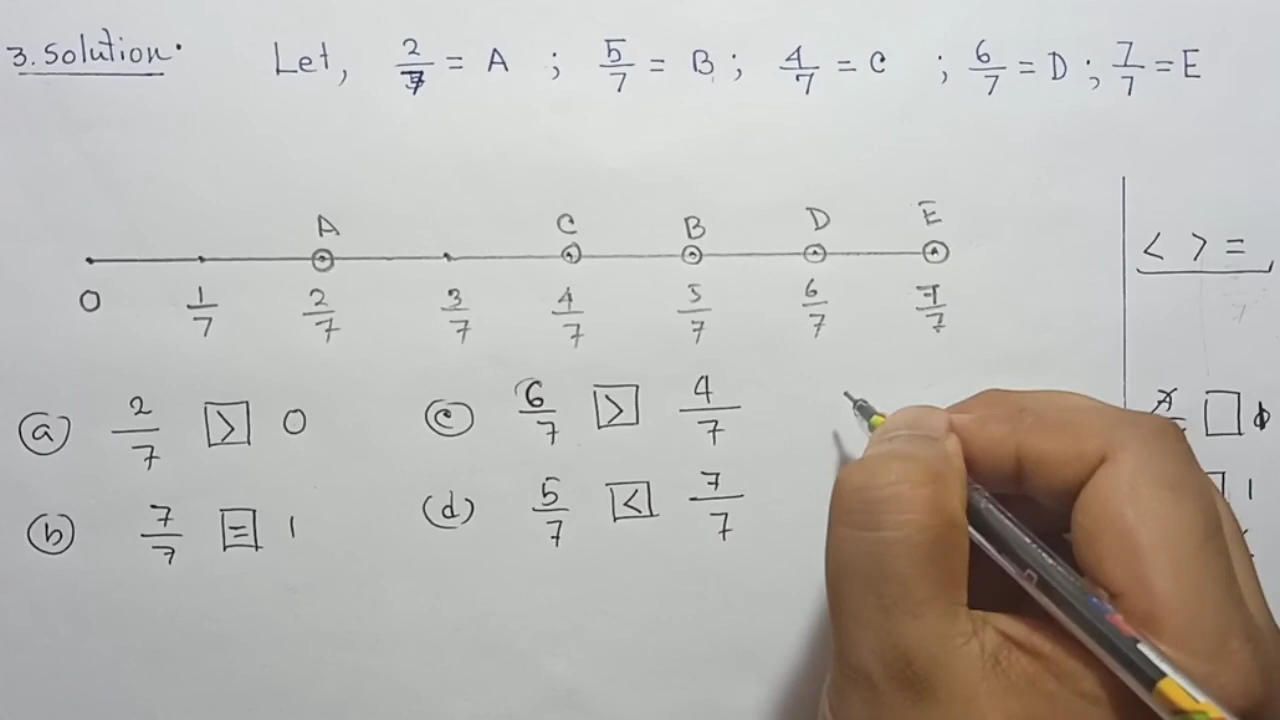 3. Solution. Let, 2/7 = A ; 5/7 = B ; 4/7 = C ; 6/7 = D ; 7/7 = E
A C B D E
0 1/7 2/7 3/7 4/7 5/7 6/7 7/7
< > =
(a) 2/7 > 0
(c) 6/7 > 4/7
(b) 7/7 = 1
(d) 5/7 < 7/7
1